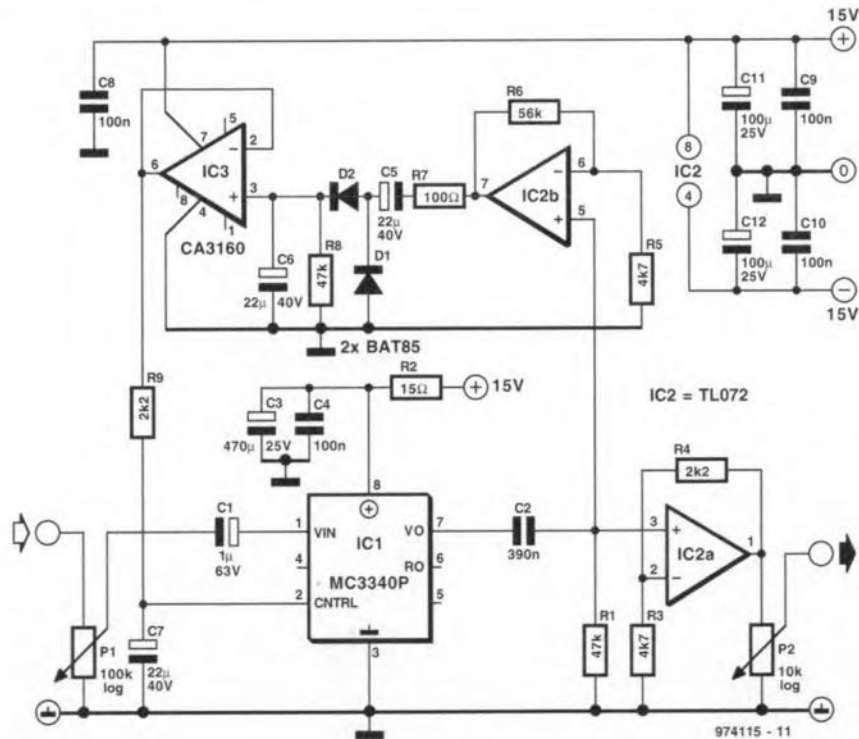 15V
C8
100n
5
7
2
6
IC3
3
8
4
1
CA3160
D2
C5
22µ
40V
R7
100Ω
R6
56k
7
6
IC2b
5
C11
100µ
25V
C9
100n
8
IC2
4
0
C12
100µ
25V
C10
100n
15V
C6
22µ
40V
R8
47k
D1
R5
4k7
2x BAT85
R9
2k2
R2
15Ω
15V
C3
470µ
25V
C4
100n
IC2 = TL072
R4
2k2
C1
1µ
63V
8
1
VIN
VO
7
IC1
4
RO
6
MC3340P
2
CNTRL
5
3
C2
390n
3
1
IC2a
2
P1
100k
log
C7
22µ
40V
R1
47k
R3
4k7
P2
10k
log
974115 - 11